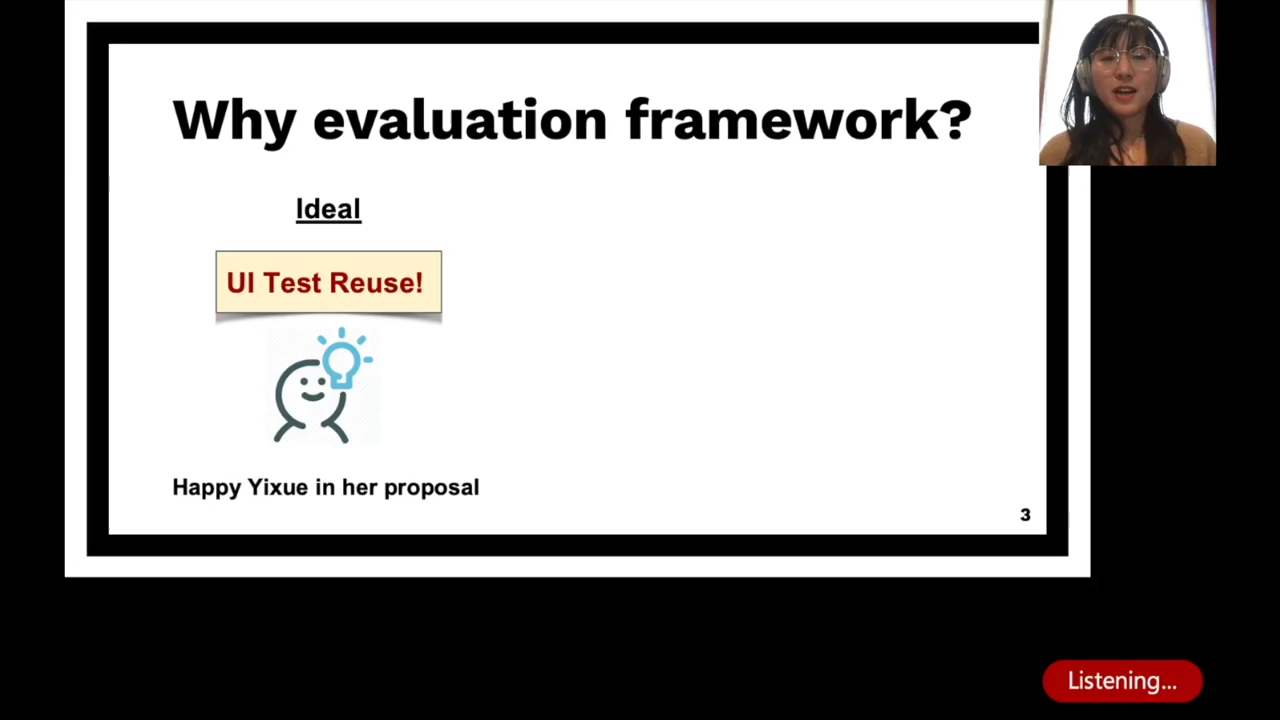 Why evaluation framework?
Ideal
UI Test Reuse!
Happy Yixue in her proposal
3
Listening...